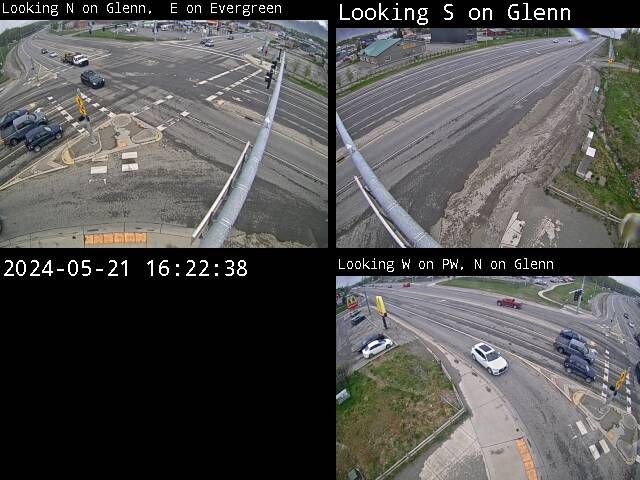 Looking N on Glenn, E on Evergreen
Looking S on Glenn
2024-05-21 16:22:38
Looking W on PW, N on Glenn